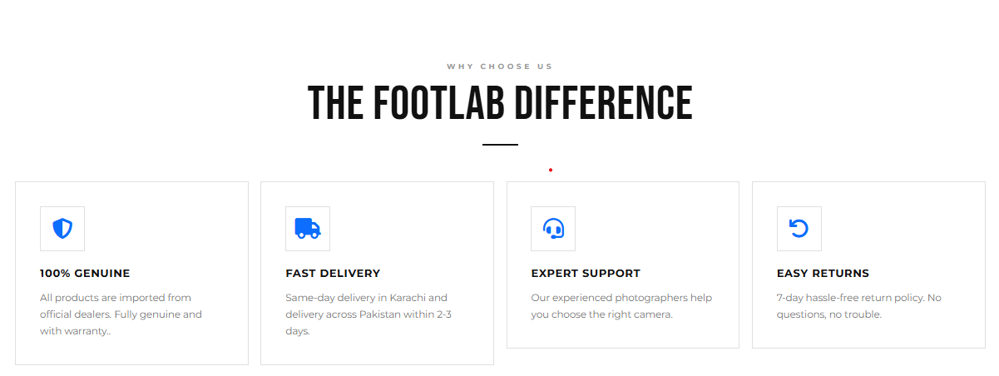 WHY CHOOSE US
THE FOOTLAB DIFFERENCE
100% GENUINE
All products are imported from
official dealers. Fully genuine and
with warranty..
FAST DELIVERY
Same-day delivery in Karachi and
delivery across Pakistan within 2-3
days.
EXPERT SUPPORT
Our experienced photographers help
you choose the right camera.
EASY RETURNS
7-day hassle-free return policy. No
questions, no trouble.